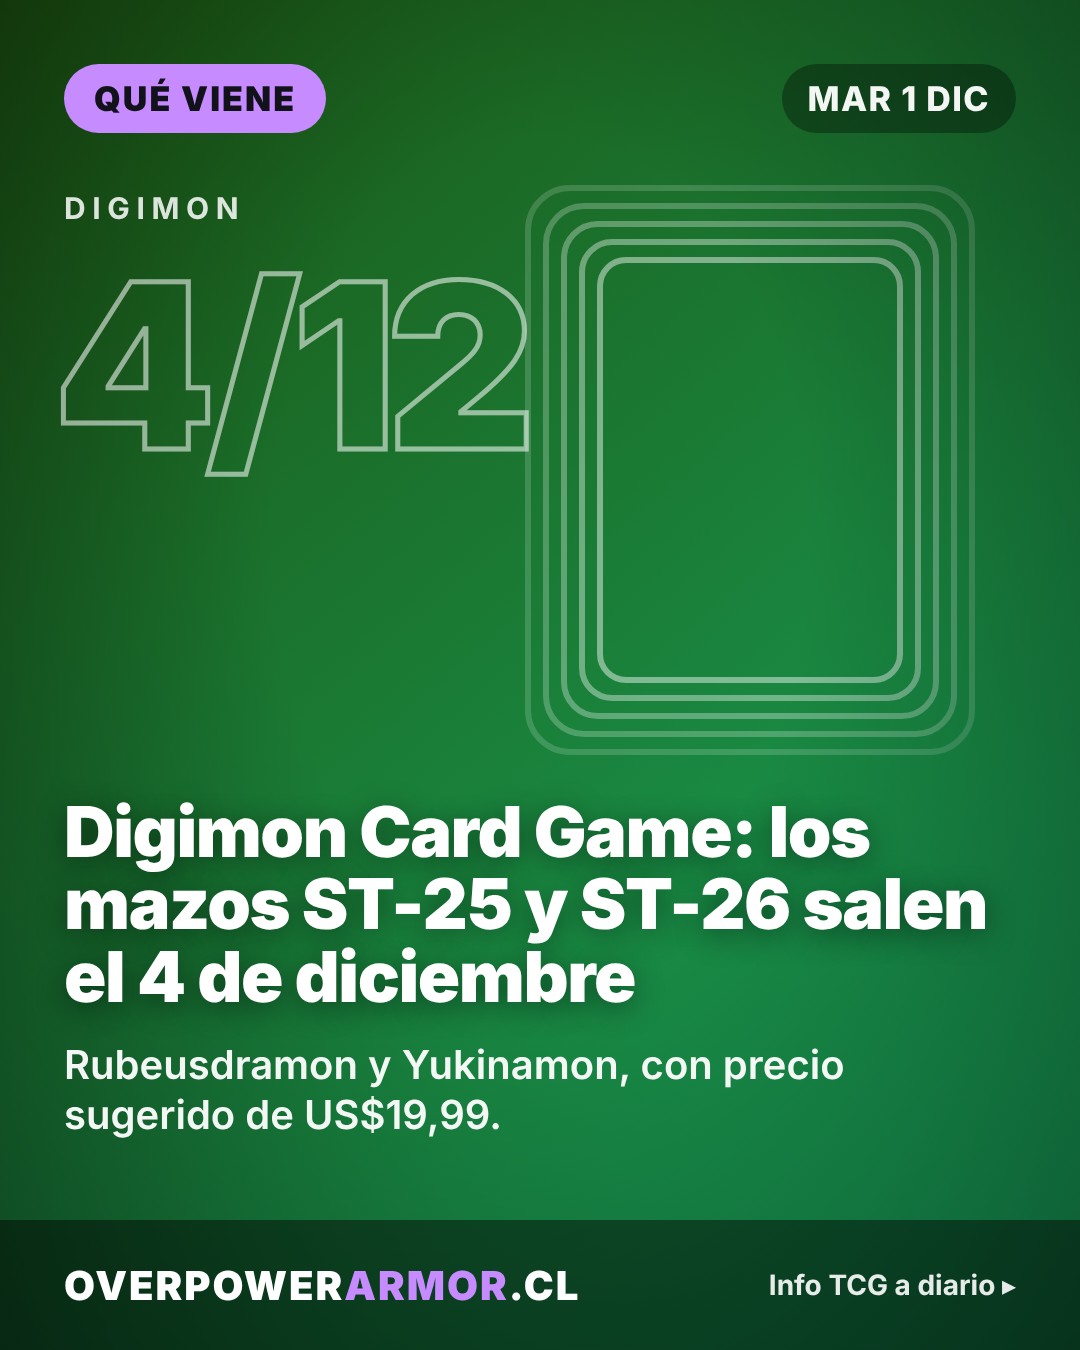 QUÉ VIENE
MAR 1 DIC
DIGIMON
4/12
Digimon Card Game: los
mazos ST-25 y ST-26 salen
el 4 de diciembre
Rubeusdramon y Yukinamon, con precio
sugerido de US$19,99.
OVERPOWERARMOR.CL
Info TCG a diario ▸